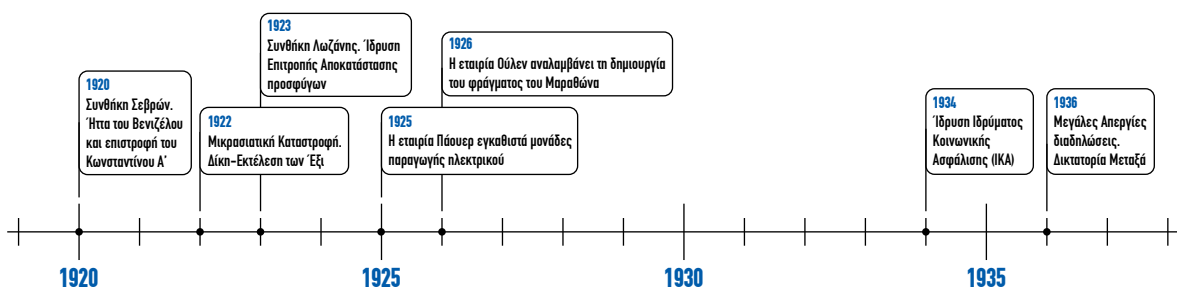 1920
Συνθήκη Σεβρών.
Ήττα του Βενιζέλου
και επιστροφή του
Κωνσταντίνου Α'
1922
Μικρασιατική Καταστροφή.
Δίκη-Εκτέλεση των Έξι
1923
Συνθήκη Λωζάνης. Ίδρυση
Επιτροπής Αποκατάστασης
προσφύγων
1925
Η εταιρία Πάουερ εγκαθιστά μονάδες
παραγωγής ηλεκτρικού
1926
Η εταιρία Ούλεν αναλαμβάνει τη δημιουργία
του φράγματος του Μαραθώνα
1934
Ίδρυση Ιδρύματος
Κοινωνικής
Ασφάλισης (ΙΚΑ)
1936
Μεγάλες Απεργίες
διαδηλώσεις.
Δικτατορία Μεταξά
1920
1925
1930
1935